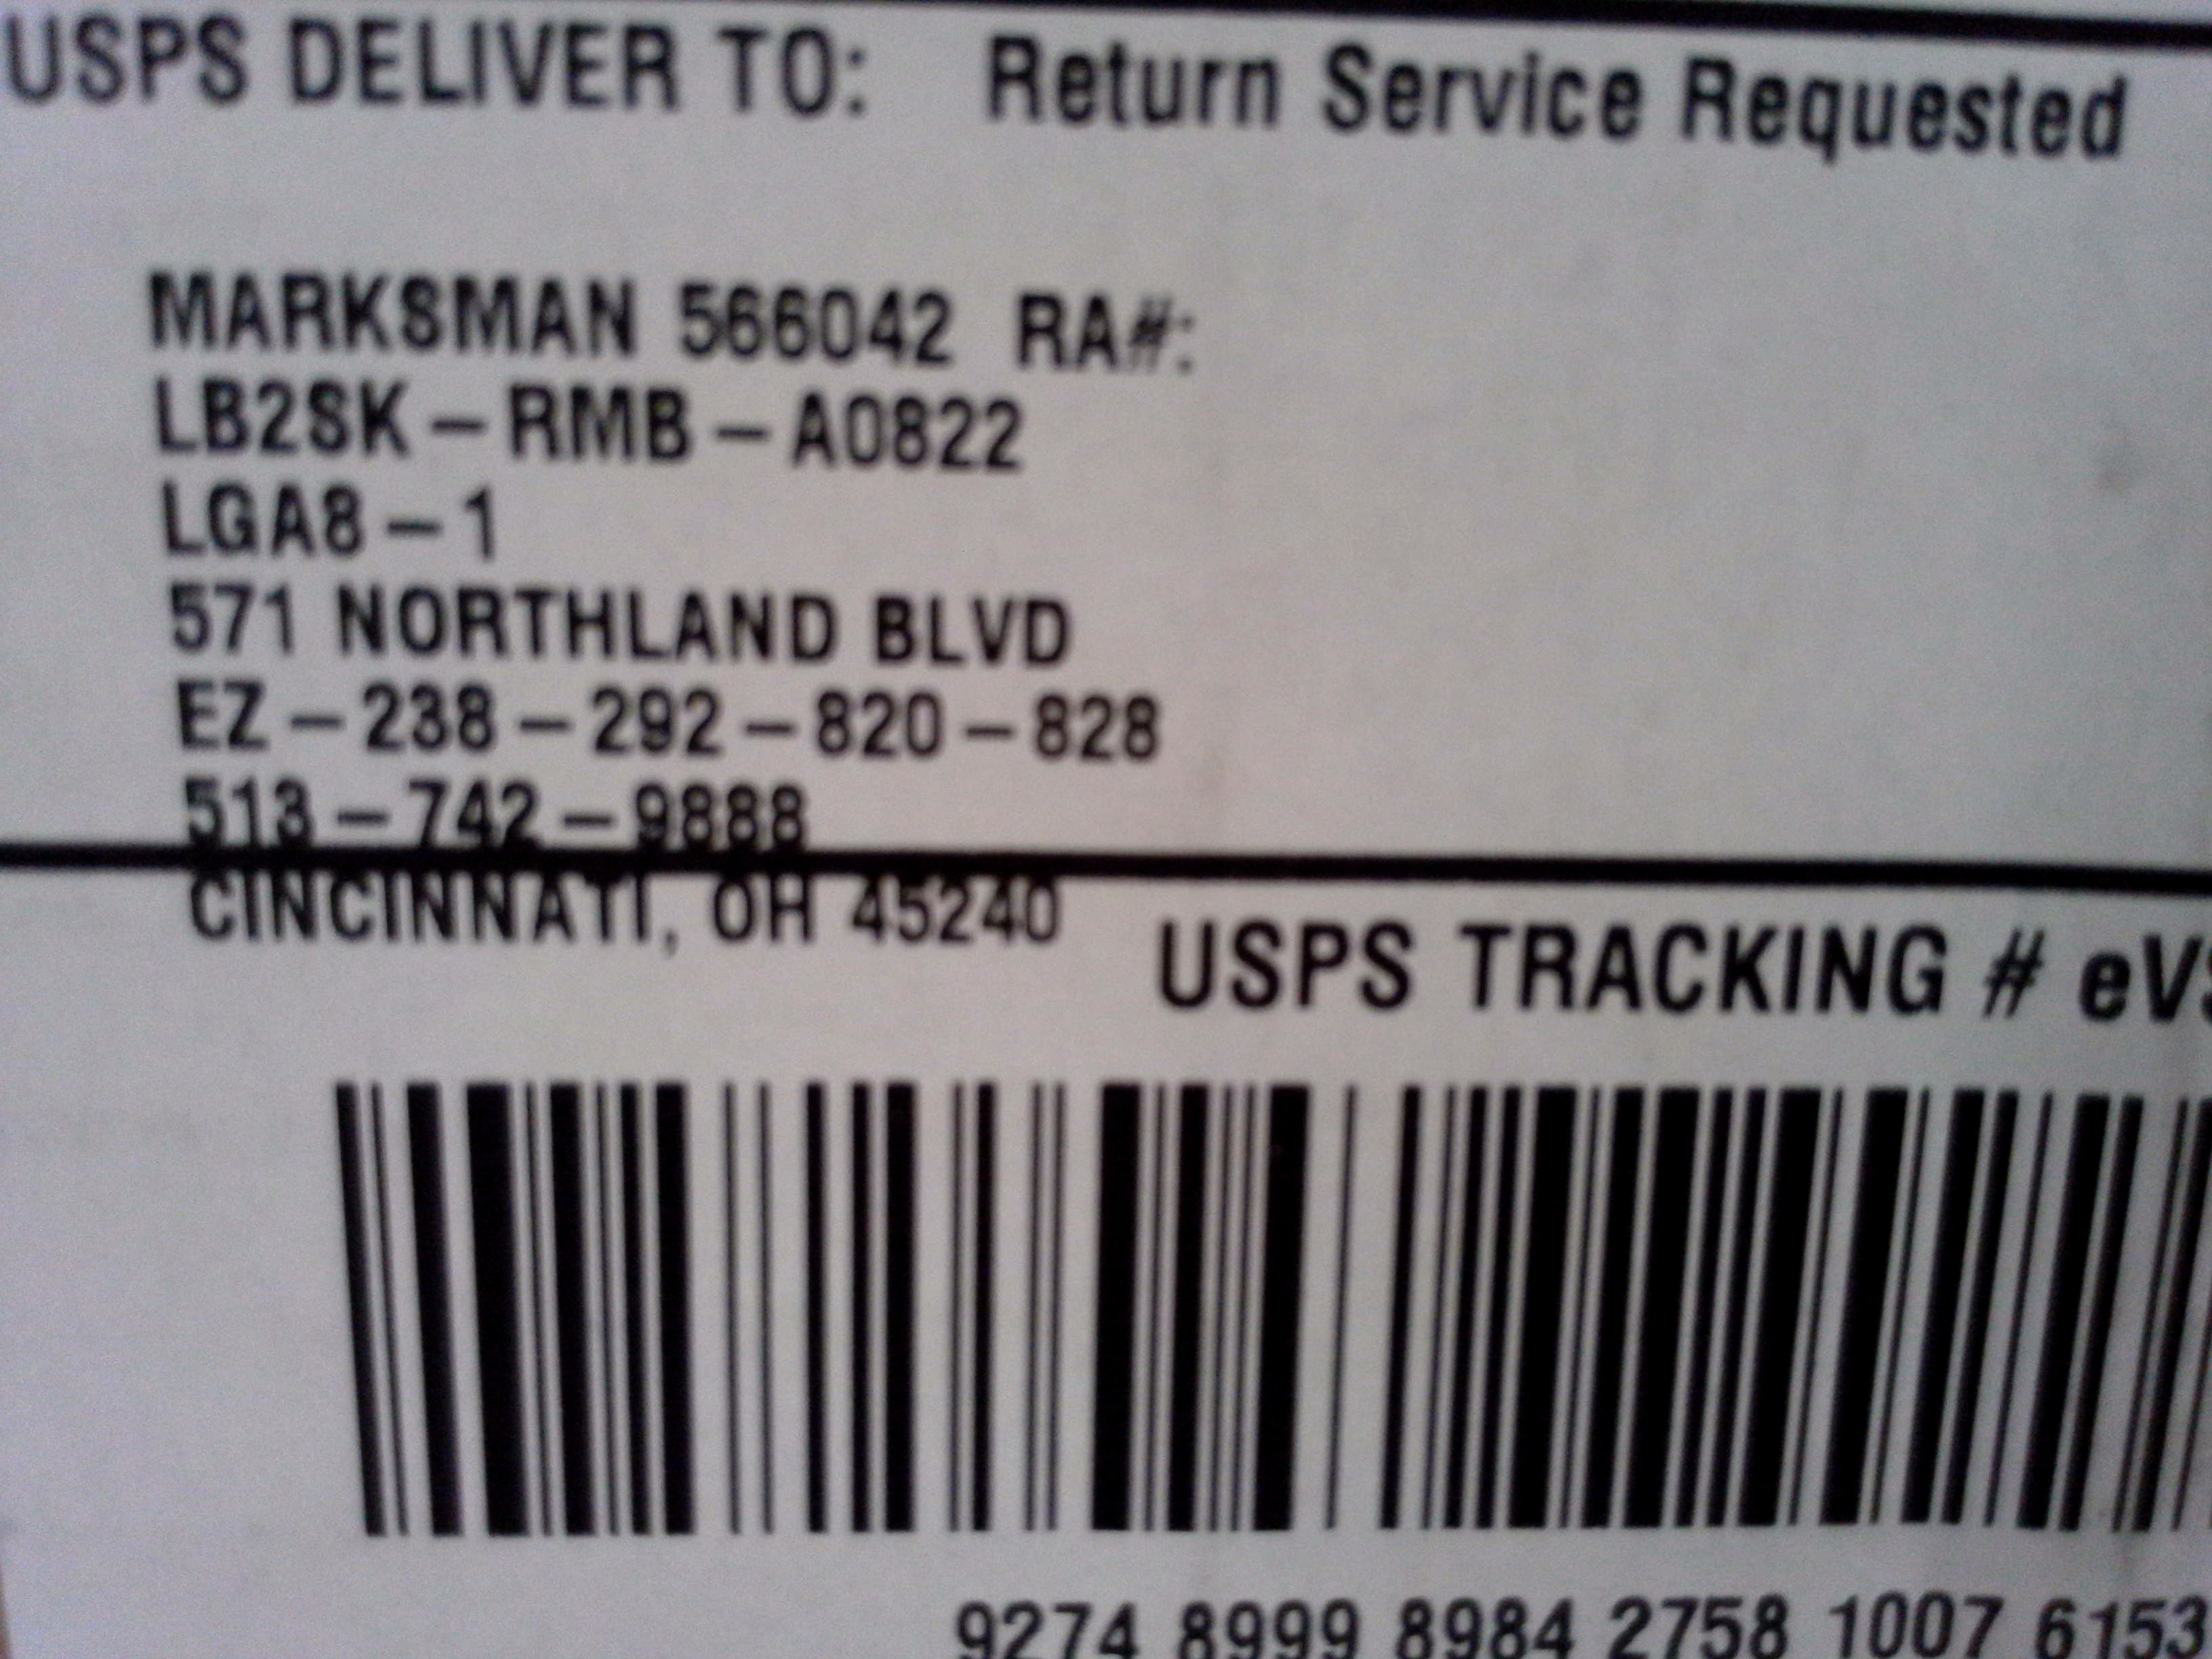 USPS DELIVER TO: Return Service Requested
MARKSMAN 566042 RA#:
LB2SK-RMB-A0822
LGA8-1
571 NORTHLAND BLVD
EZ-238-292-820-828
513-742-9888
CINCINNATI, OH 45240
USPS TRACKING # eVS
9274 8999 8984 2758 1007 6153